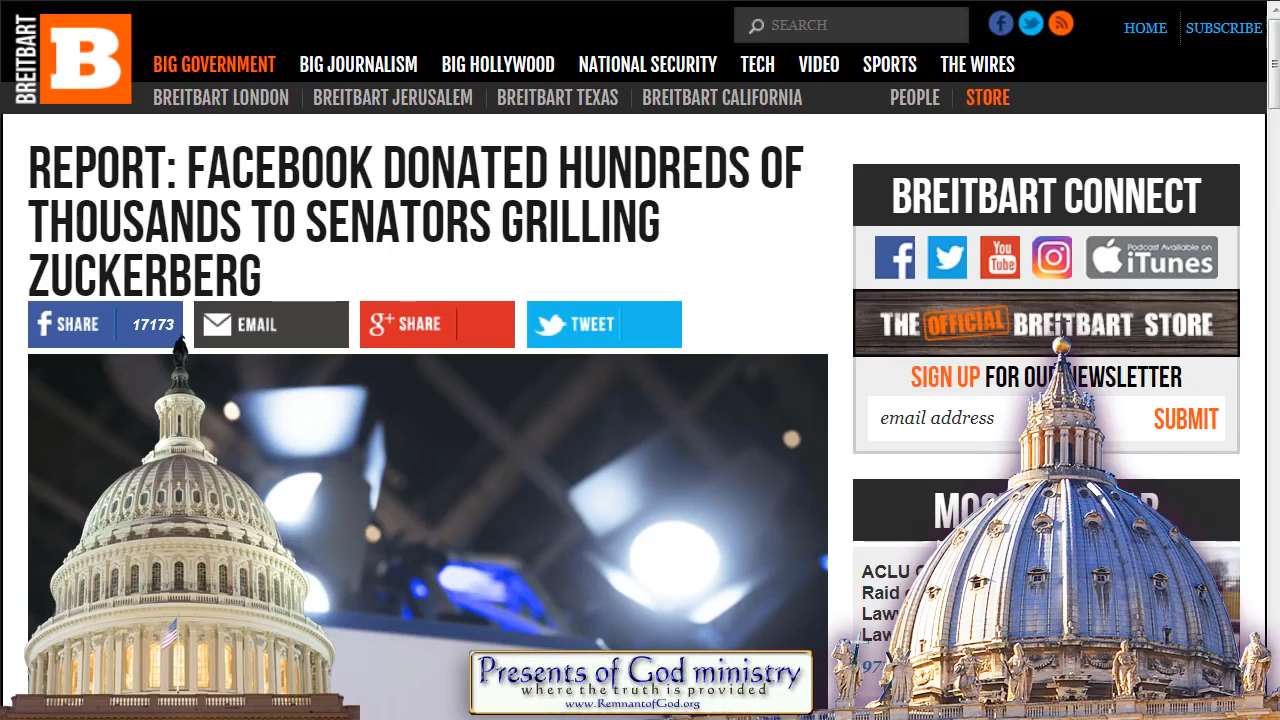 BREITBART
B
SEARCH
HOME
SUBSCRIBE
BIG GOVERNMENT BIG JOURNALISM BIG HOLLYWOOD NATIONAL SECURITY TECH VIDEO SPORTS THE WIRES
BREITBART LONDON BREITBART JERUSALEM BREITBART TEXAS BREITBART CALIFORNIA PEOPLE STORE
REPORT: FACEBOOK DONATED HUNDREDS OF
THOUSANDS TO SENATORS GRILLING
ZUCKERBERG
f SHARE 17173
EMAIL
g+ SHARE
TWEET
BREITBART CONNECT
You
Tube
Podcast Available on
iTunes
THE OFFICIAL BREITBART STORE
SIGN UP FOR OUR NEWSLETTER
email address
SUBMIT
ACLU
Raid
97
Presents of God ministry
where the truth is provided
www.RemnantofGod.org